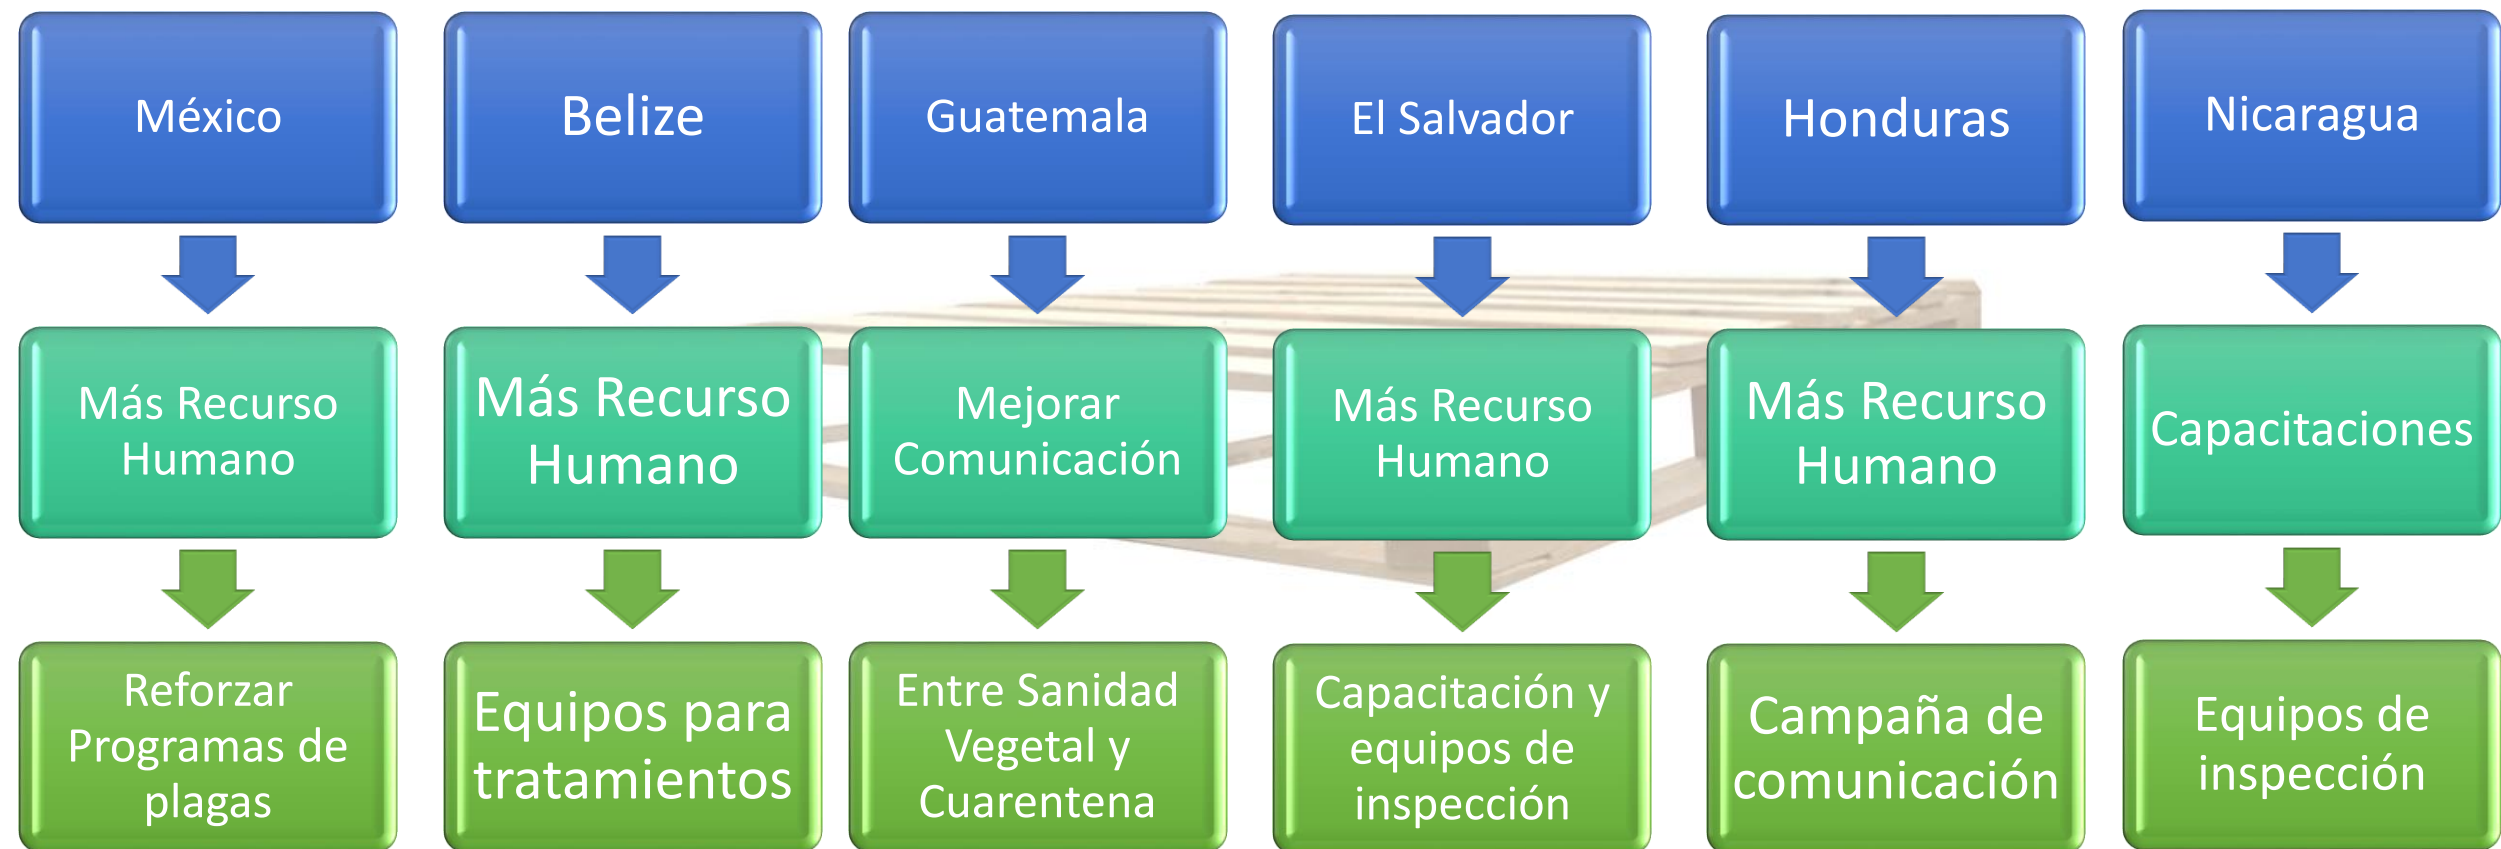 México
Belize
Guatemala
El Salvador
Honduras
Nicaragua
Más Recurso
Humano
Más Recurso
Humano
Mejorar
Comunicación
Más Recurso
Humano
Más Recurso
Humano
Capacitaciones
Reforzar
Programas de
plagas
Equipos para
tratamientos
Entre Sanidad
Vegetal y
Cuarentena
Capacitación y
equipos de
inspección
Campaña de
comunicación
Equipos de
inspección